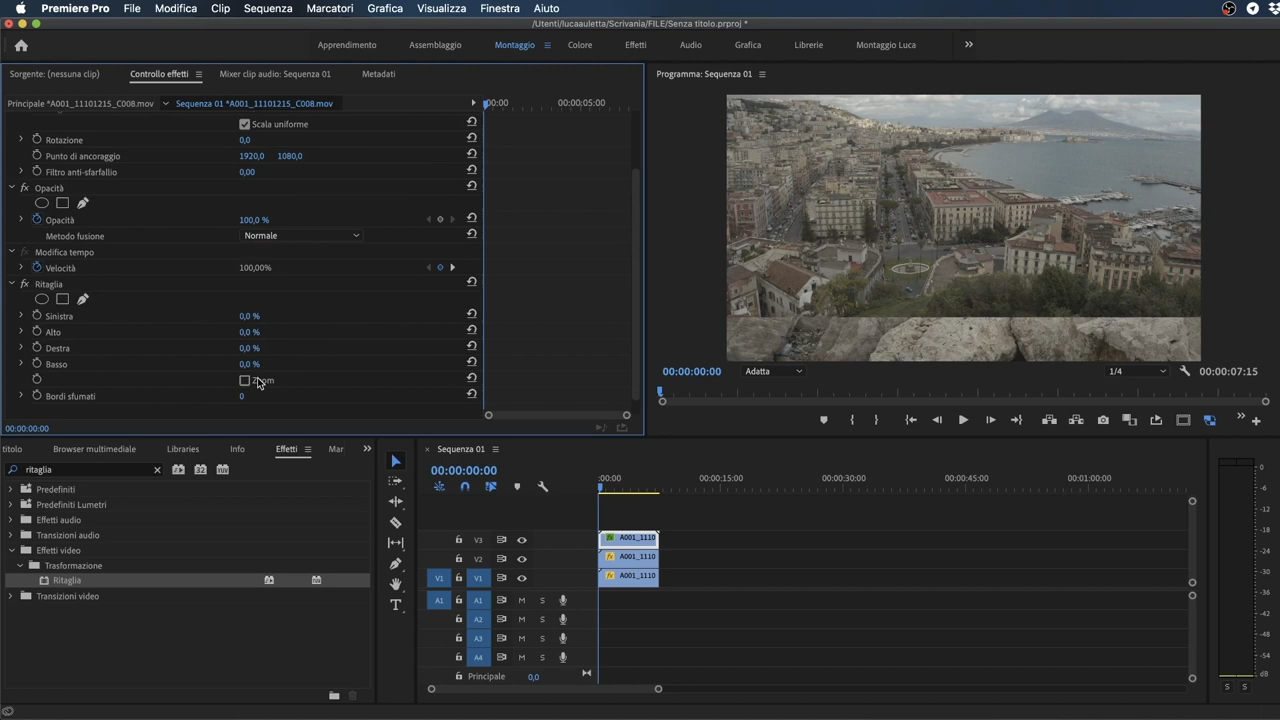 Premiere Pro File Modifica Clip Sequenza Marcatori Grafica Visualizza Finestra Aiuto
/Utenti/lucaauletta/Scrivania/FILE/Senza titolo.prproj *
Apprendimento Assemblaggio Montaggio Colore Effetti Audio Grafica Librerie Montaggio Luca
Sorgente: (nessuna clip) Controllo effetti Mixer clip audio: Sequenza 01 Metadati
Programma: Sequenza 01
Principale *A001_11101215_C008.mov Sequenza 01 *A001_11101215_C008.mov
:00:00 00:00:05:00
Scala uniforme
Rotazione 0,0
Punto di ancoraggio 1920,0 1080,0
Filtro anti-sfarfallio 0,00
fx Opacità
Opacità 100,0 %
Metodo fusione Normale
fx Modifica tempo
Velocità 100,00%
fx Ritaglia
Sinistra 0,0 %
Alto 0,0 %
Destra 0,0 %
Basso 0,0 %
Zoom
Bordi sfumati 0
00:00:00:00
00:00:00:00 Adatta 1/4 00:00:07:15
titolo Browser multimediale Libraries Info Effetti Mar
ritaglia
Predefiniti
Predefiniti Lumetri
Effetti audio
Transizioni audio
Effetti video
Trasformazione
Ritaglia
Transizioni video
× Sequenza 01
00:00:00:00
:00:00 00:00:15:00 00:00:30:00 00:00:45:00 00:01:00:00
V3 fx A001_1110
V2 fx A001_1110
V1 V1 fx A001_1110
A1 A1 M S
A2 M S
A3 M S
A4 M S
Principale 0,0
0
-6
-12
-18
-24
-30
-36
-42
-48
-54
dB
S S